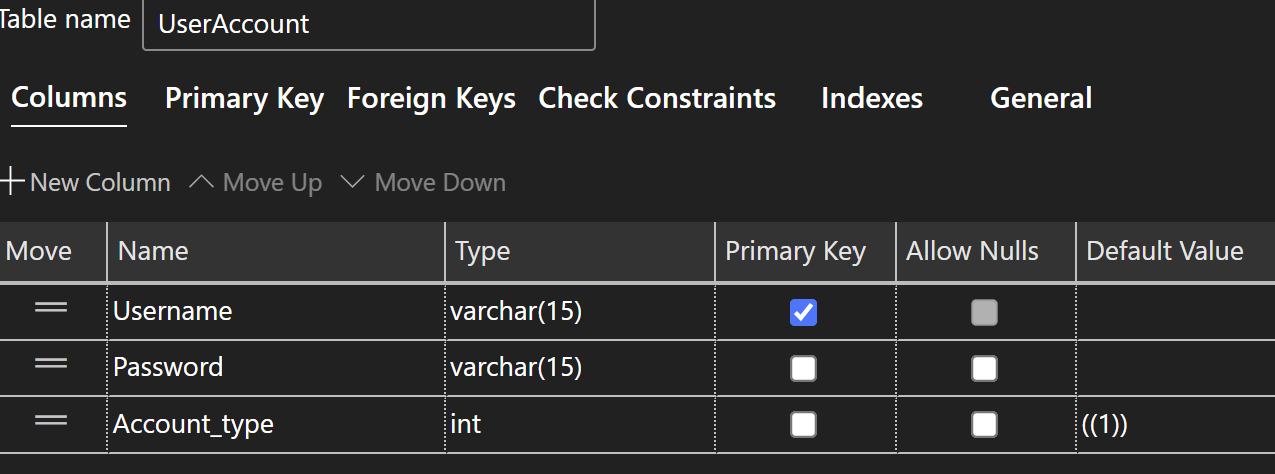 Table name UserAccount
Columns Primary Key Foreign Keys Check Constraints Indexes General
New Column Move Up Move Down
Move Name Type Primary Key Allow Nulls Default Value
Username varchar(15)
Password varchar(15)
Account_type int ((1))